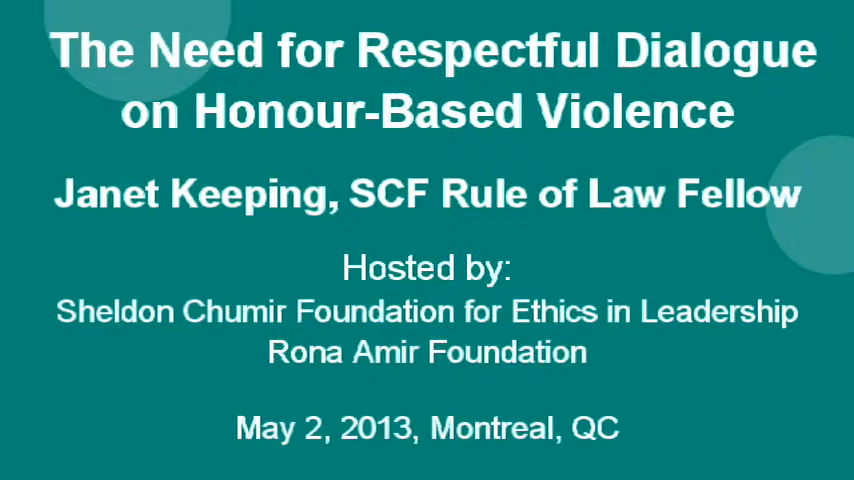 The Need for Respectful Dialogue
on Honour-Based Violence
Janet Keeping, SCF Rule of Law Fellow
Hosted by:
Sheldon Chumir Foundation for Ethics in Leadership
Rona Amir Foundation
May 2, 2013, Montreal, QC